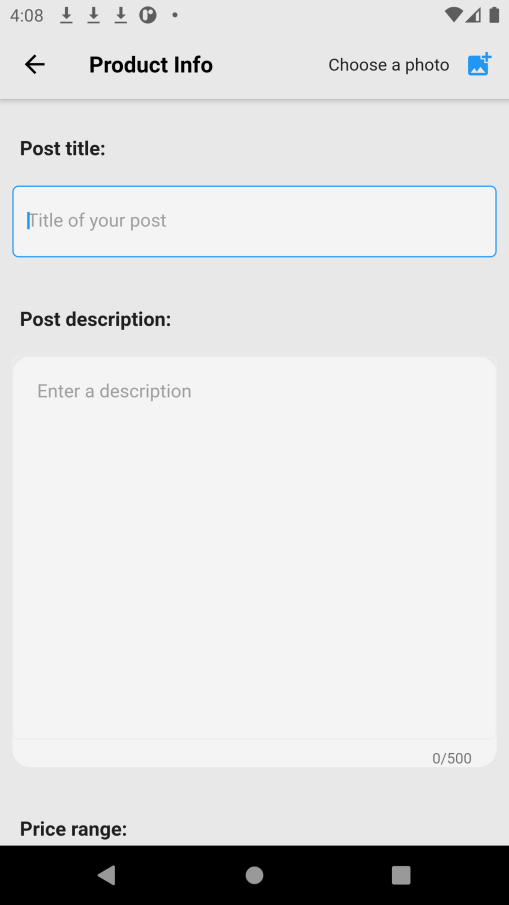 4:08
Product Info
Choose a photo
Post title:
Title of your post
Post description:
Enter a description
0/500
Price range: